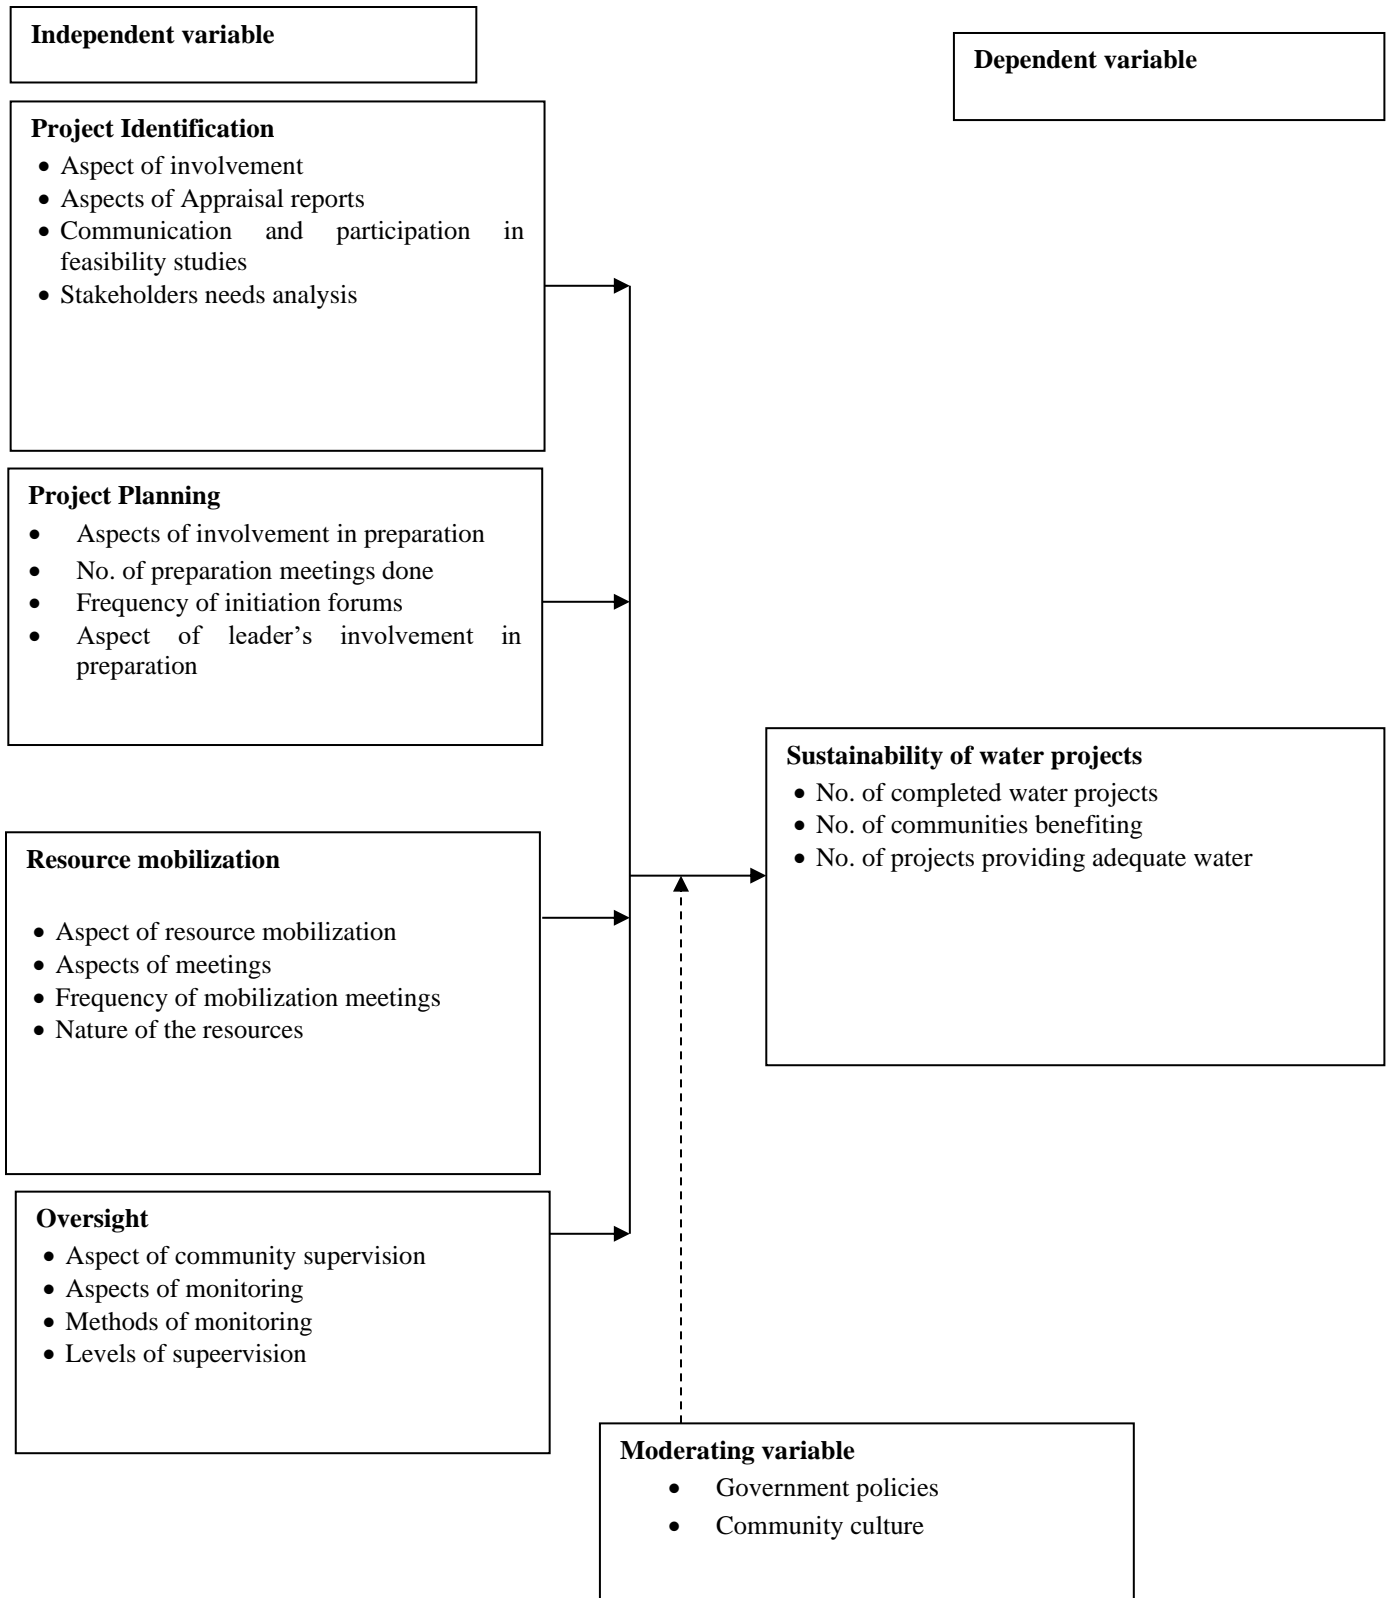 Independent variable
Dependent variable
Project Identification
• Aspect of involvement
• Aspects of Appraisal reports
• Communication and participation in
feasibility studies
• Stakeholders needs analysis
Project Planning
• Aspects of involvement in preparation
• No. of preparation meetings done
• Frequency of initiation forums
• Aspect of leader’s involvement in
preparation
Sustainability of water projects
• No. of completed water projects
• No. of communities benefiting
• No. of projects providing adequate water
Resource mobilization
• Aspect of resource mobilization
• Aspects of meetings
• Frequency of mobilization meetings
• Nature of the resources
Oversight
• Aspect of community supervision
• Aspects of monitoring
• Methods of monitoring
• Levels of supeervision
Moderating variable
• Government policies
• Community culture